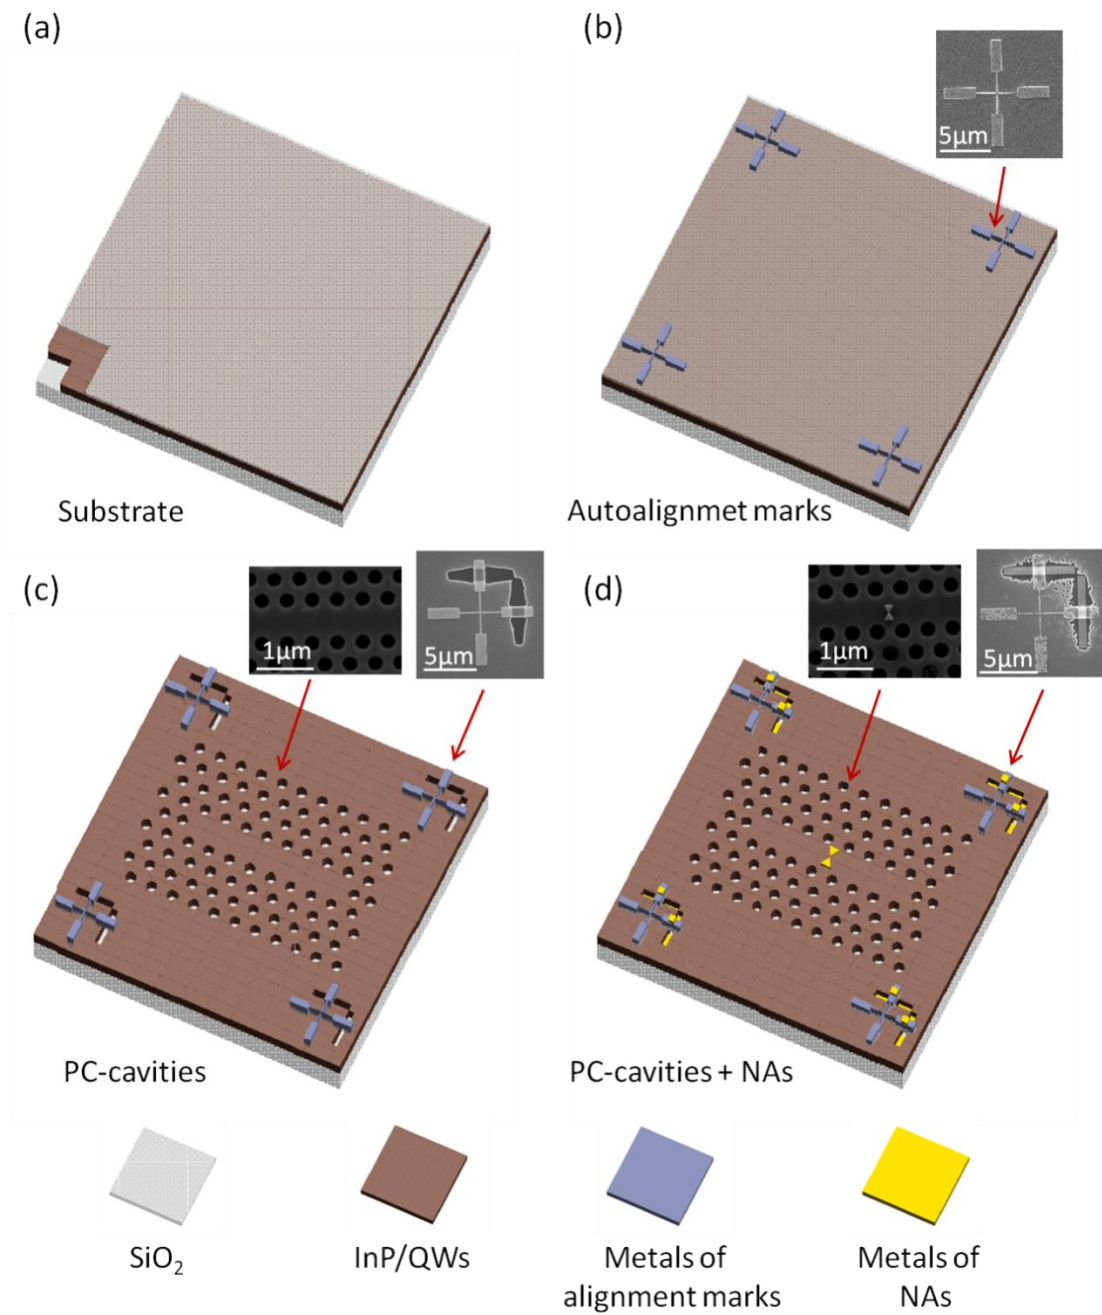 (a)
(b)
5μm
Substrate
Autoalignmet marks
(c)
1μm
5μm
(d)
1μm
5μm
PC-cavities
PC-cavities + NAs
SiO₂
InP/QWs
Metals of
alignment marks
Metals of
NAs